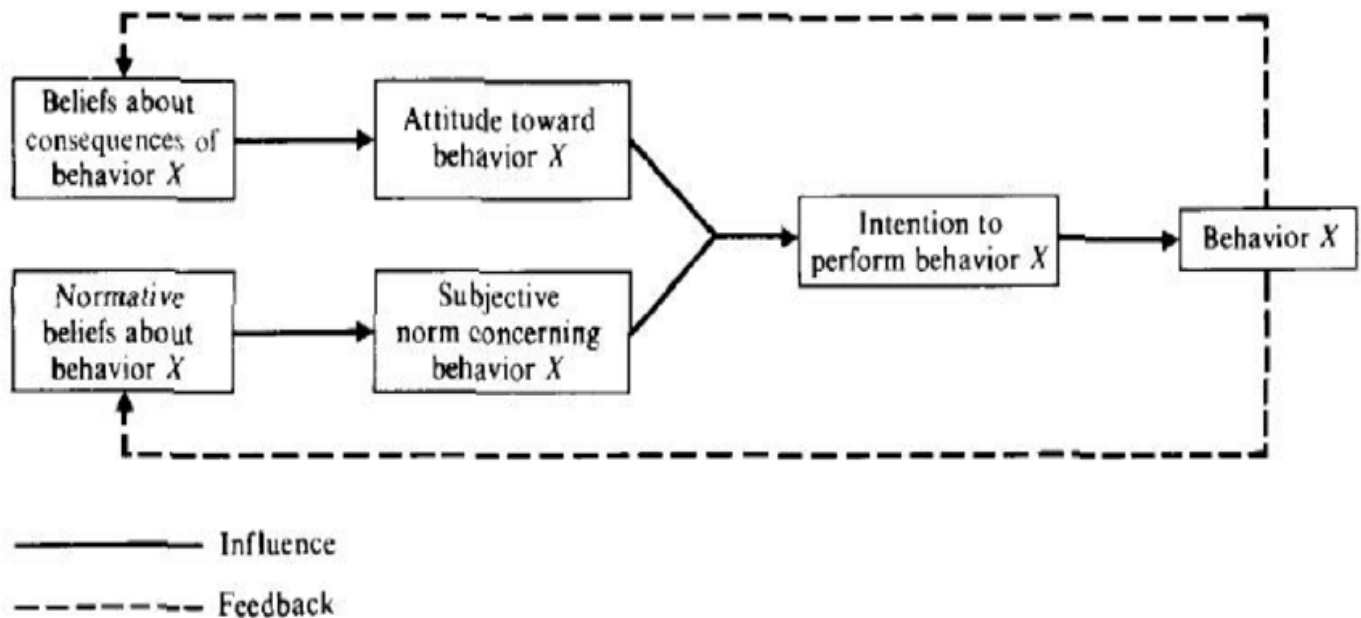 Beliefs about
consequences of
behavior X
Attitude toward
behavior X
Intention to
perform behavior X
Behavior X
Normative
beliefs about
behavior X
Subjective
norm concerning
behavior X
Influence
Feedback